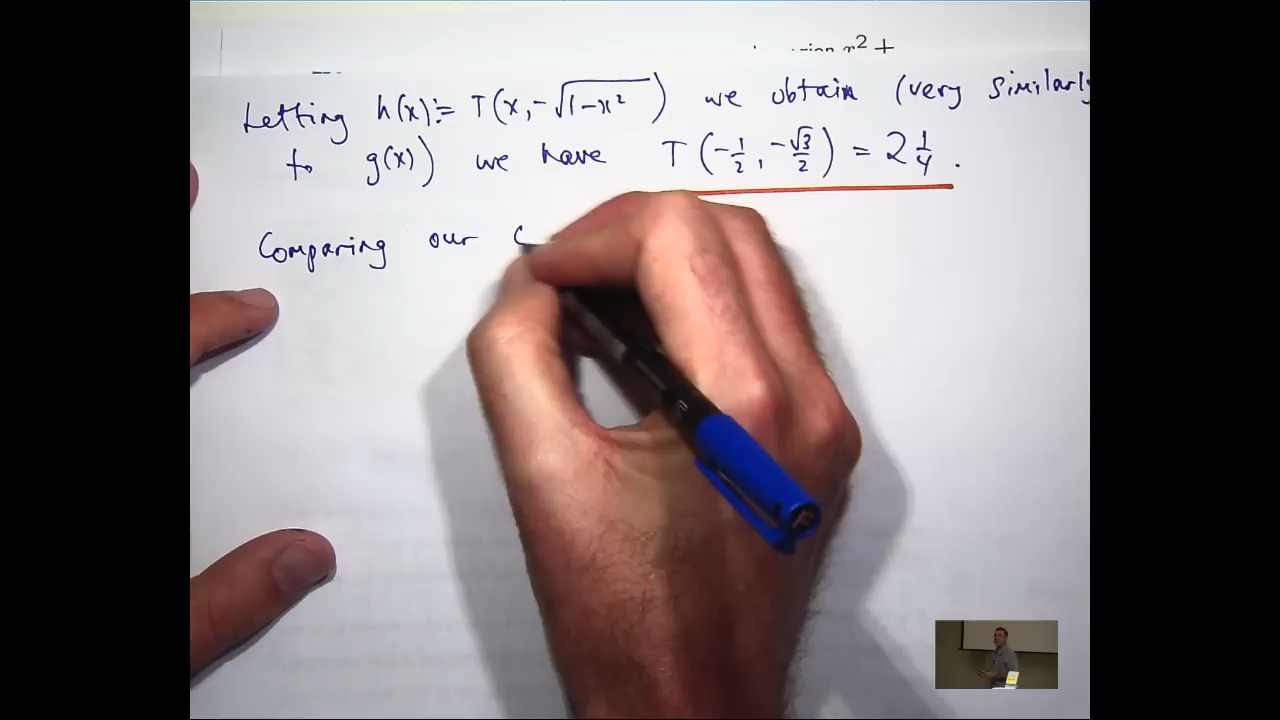 x² +
Letting h(x) := T(x, -√(1-x²)) we obtain (very similarly
to g(x)) we have T(-1/2, -√3/2) = 2 1/4.
Comparing our